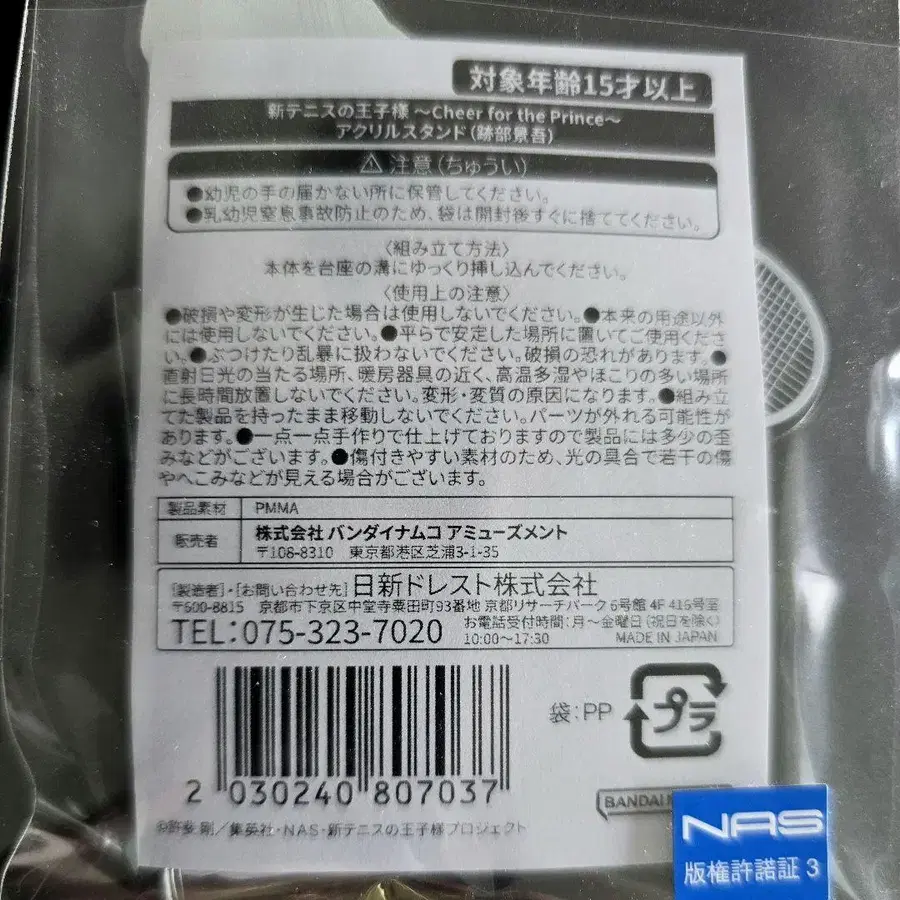 対象年齢15才以上
新テニスの王子様 ～Cheer for the Prince～
アクリルスタンド(跡部景吾)
⚠ 注意(ちゅうい)
●幼児の手の届かない所に保管してください。
●乳幼児窒息事故防止のため、袋は開封後すぐに捨ててください。
〈組み立て方法〉
本体を台座の溝にゆっくり挿し込んでください。
〈使用上の注意〉
●破損や変形が生じた場合は使用しないでください。●本来の用途以外
には使用しないでください。●平らで安定した場所に置いてご使用くださ
い。●ぶつけたり乱暴に扱わないでください。破損の恐れがあります。●
直射日光の当たる場所、暖房器具の近く、高温多湿やほこりの多い場所
に長時間放置しないでください。変形・変質の原因になります。●組み立
てた製品を持ったまま移動しないでください。パーツが外れる可能性が
あります。●一点一点手作りで仕上げておりますので製品には多少の歪
みなどがございます。●傷付きやすい素材のため、光の具合で若干の傷
やへこみなどが見える場合がございます。
製品素材 PMMA
販売者 株式会社 バンダイナムコ アミューズメント
〒108-8310 東京都港区芝浦3-1-35
[製造者]・[お問い合わせ先] 日新ドレスト株式会社
〒600-8815 京都市下京区中堂寺粟田町93番地 京都リサーチパーク 6号館 4F 416号室
TEL:075-323-7020 お電話受付時間:月～金曜日(祝日を除く)
10:00～17:30 MADE IN JAPAN
袋:PP プラ
2 030240 807037
BANDAI
©許斐 剛／集英社・NAS・新テニスの王子様プロジェクト
NAS
版権許諾証 3